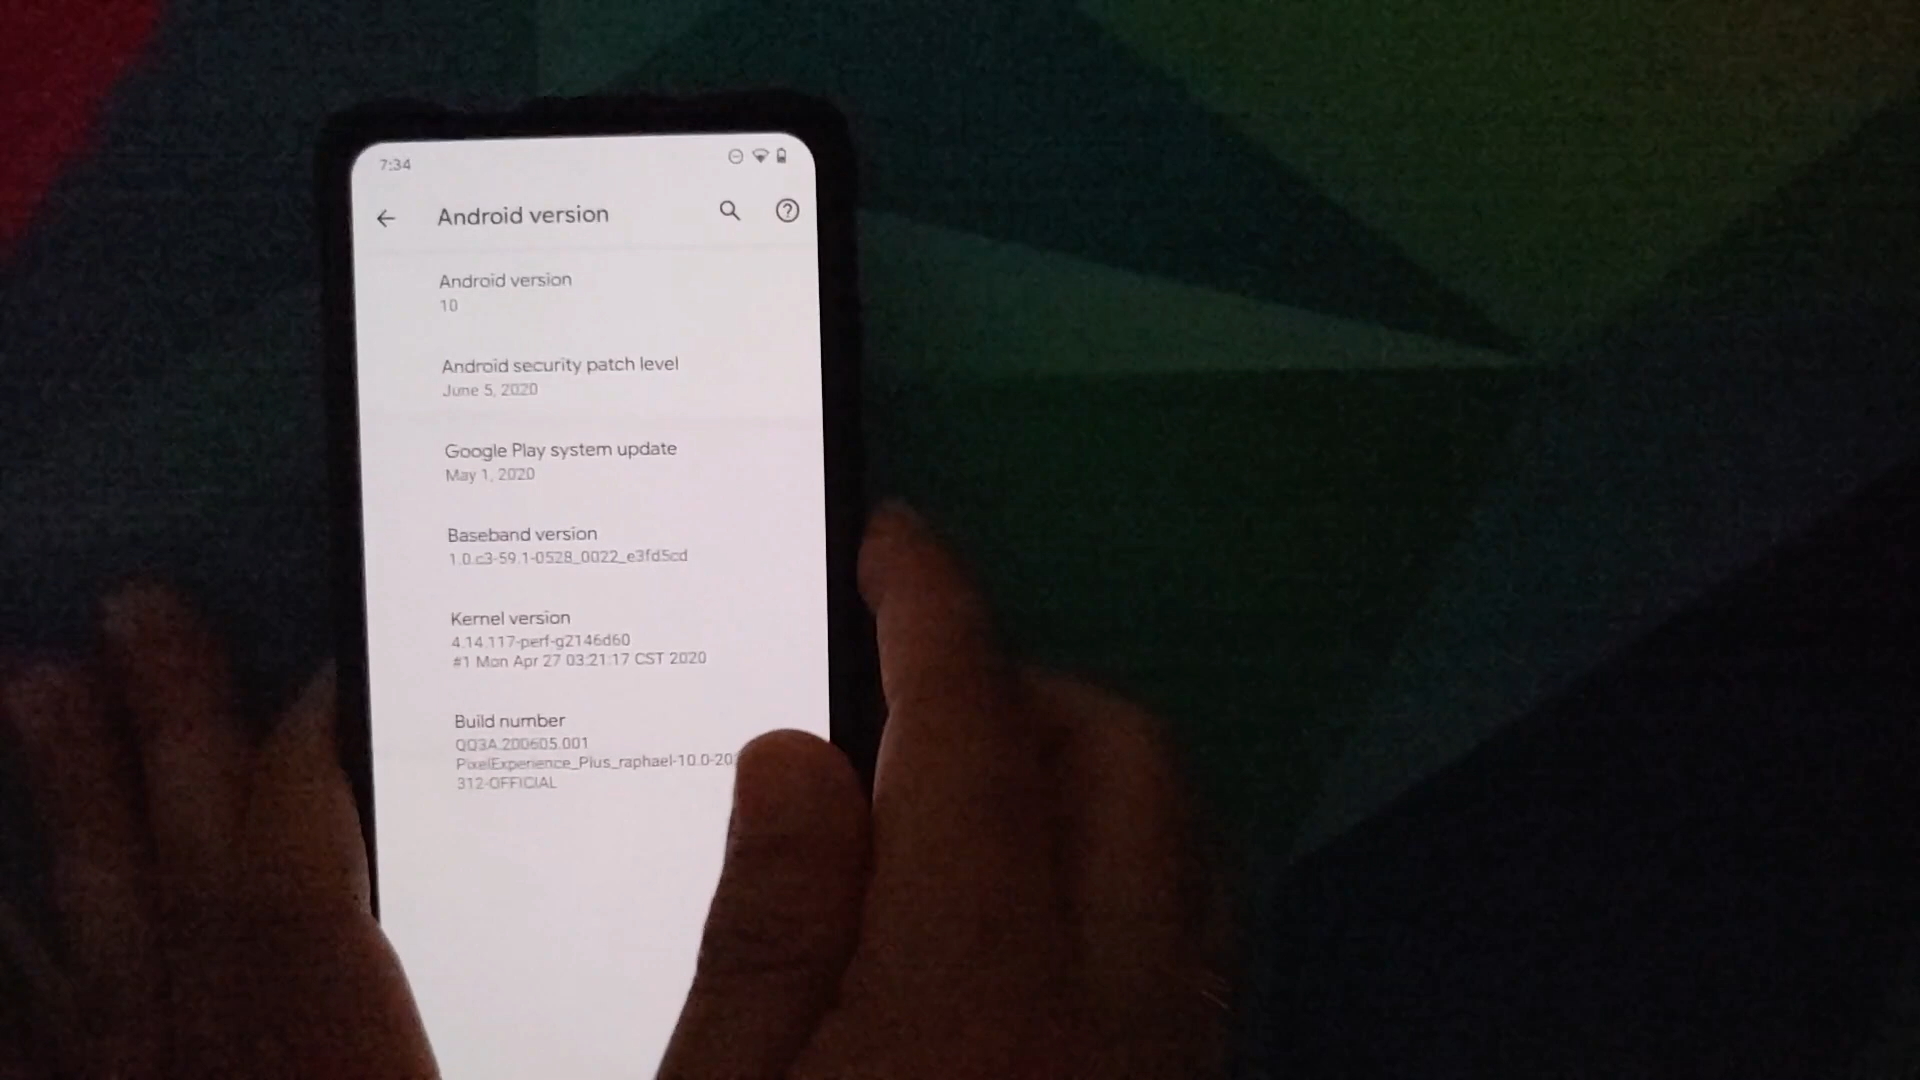 7:34
Android version
Android version
10
Android security patch level
June 5, 2020
Google Play system update
May 1, 2020
Baseband version
1.0.c3-59.1-0528_0022_e3fd5cd
Kernel version
4.14.117-perf-g2146d60
#1 Mon Apr 27 03:21:17 CST 2020
Build number
QQ3A.200605.001
PixelExperience_Plus_raphael-10.0-20
312-OFFICIAL